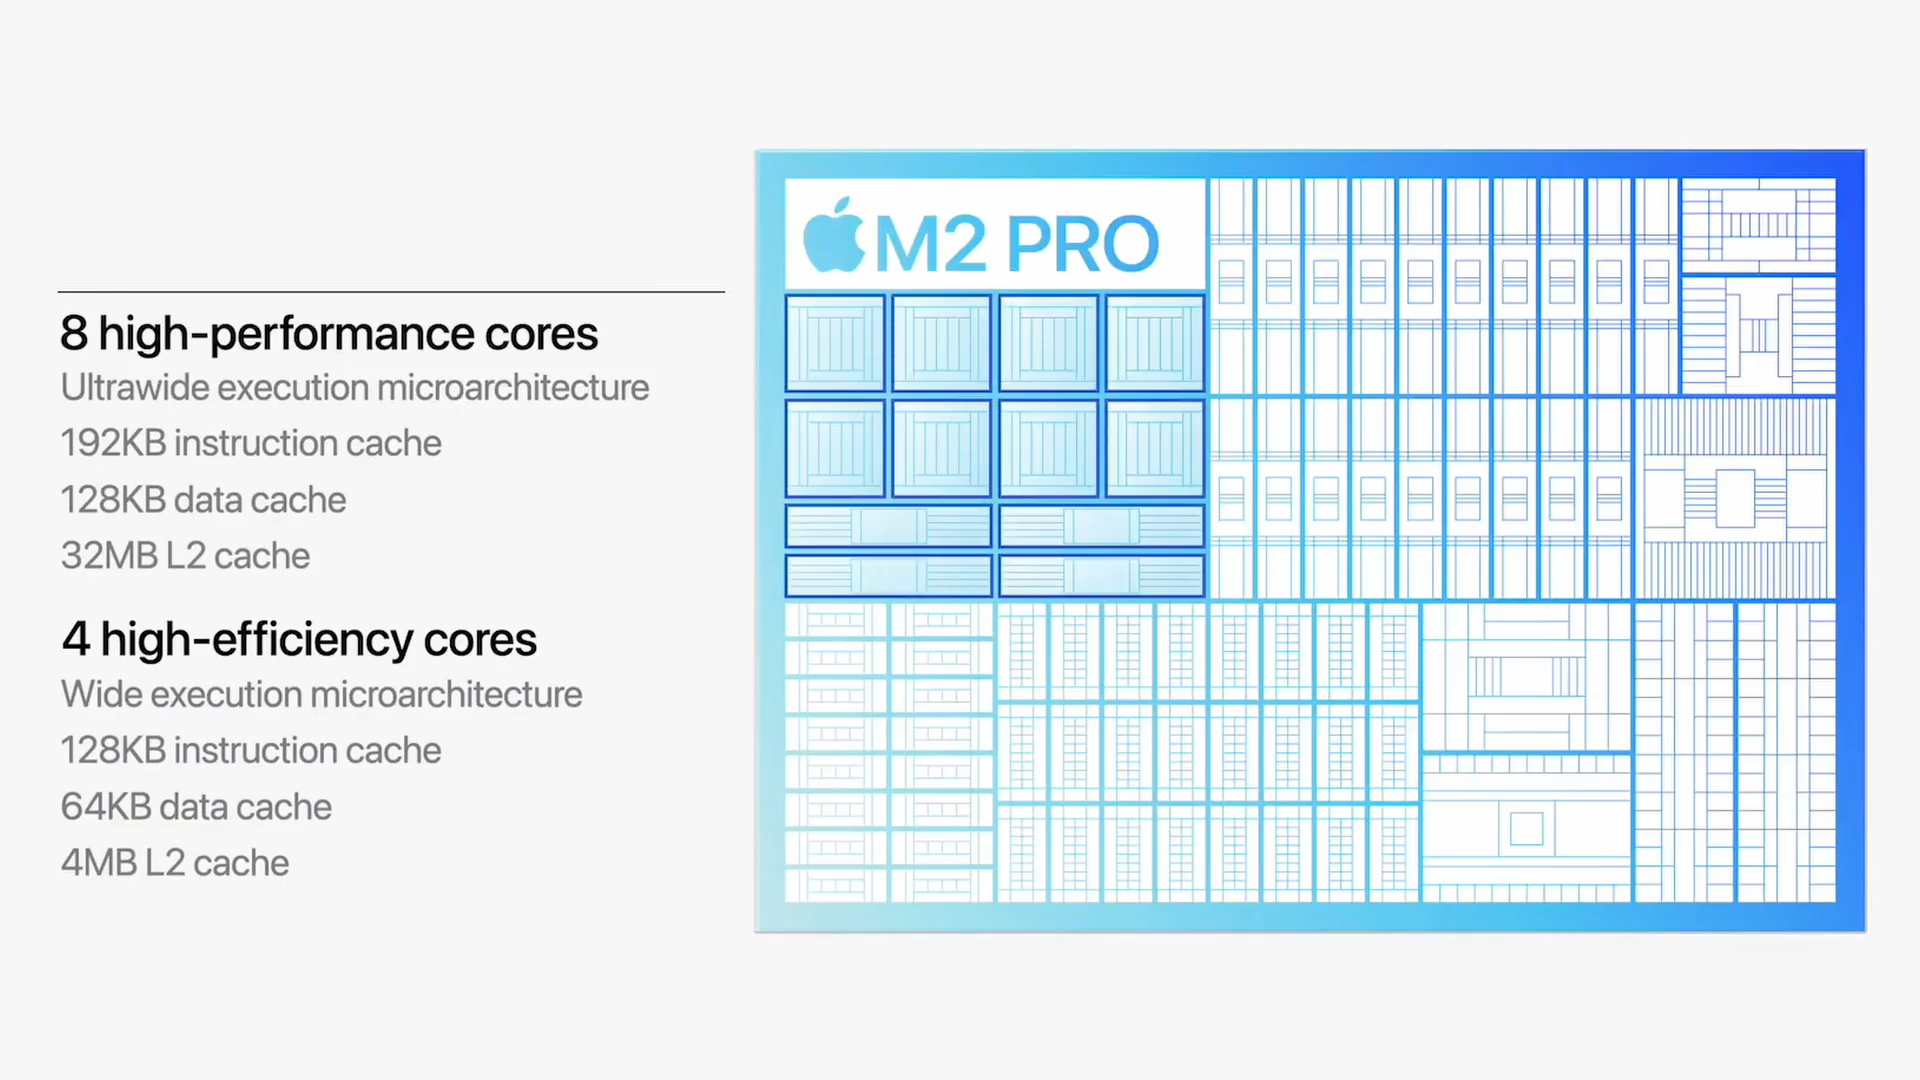 8 high-performance cores
Ultrawide execution microarchitecture
192KB instruction cache
128KB data cache
32MB L2 cache
4 high-efficiency cores
Wide execution microarchitecture
128KB instruction cache
64KB data cache
4MB L2 cache
M2 PRO